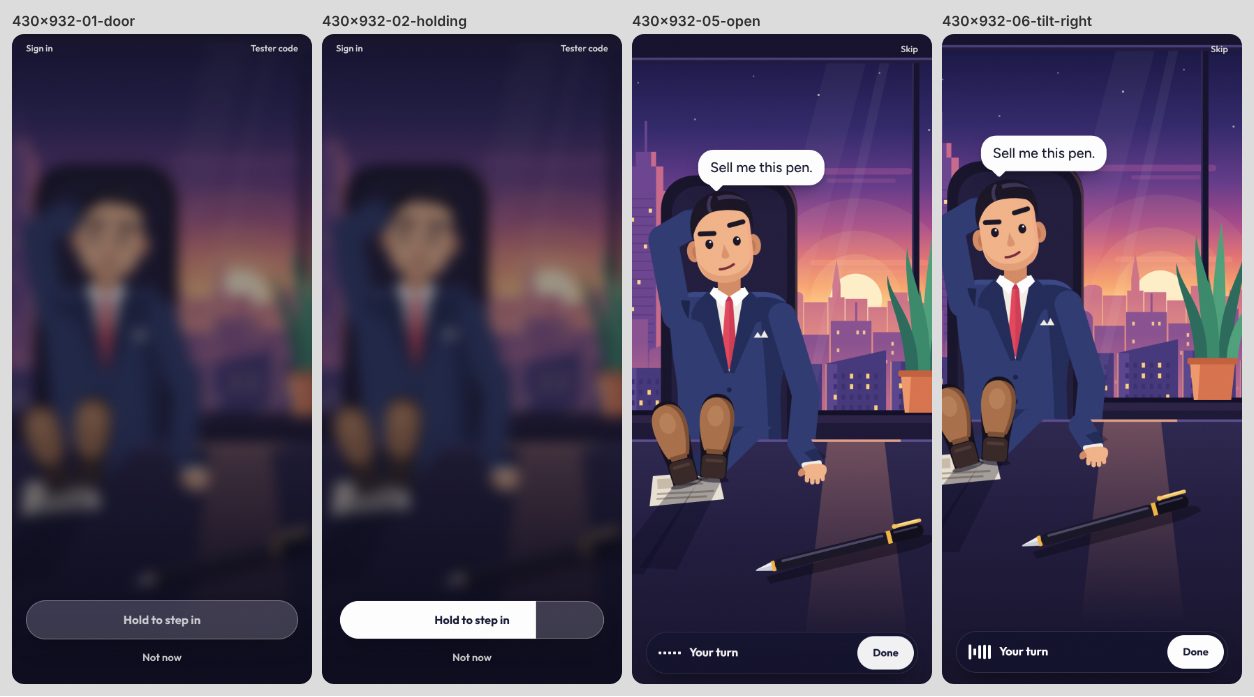 430×932-01-door
430×932-02-holding
430×932-05-open
430×932-06-tilt-right
Sign in
Tester code
Hold to step in
Not now
Sign in
Tester code
Hold to step in
Not now
Skip
Sell me this pen.
Your turn
Done
Skip
Sell me this pen.
Your turn
Done